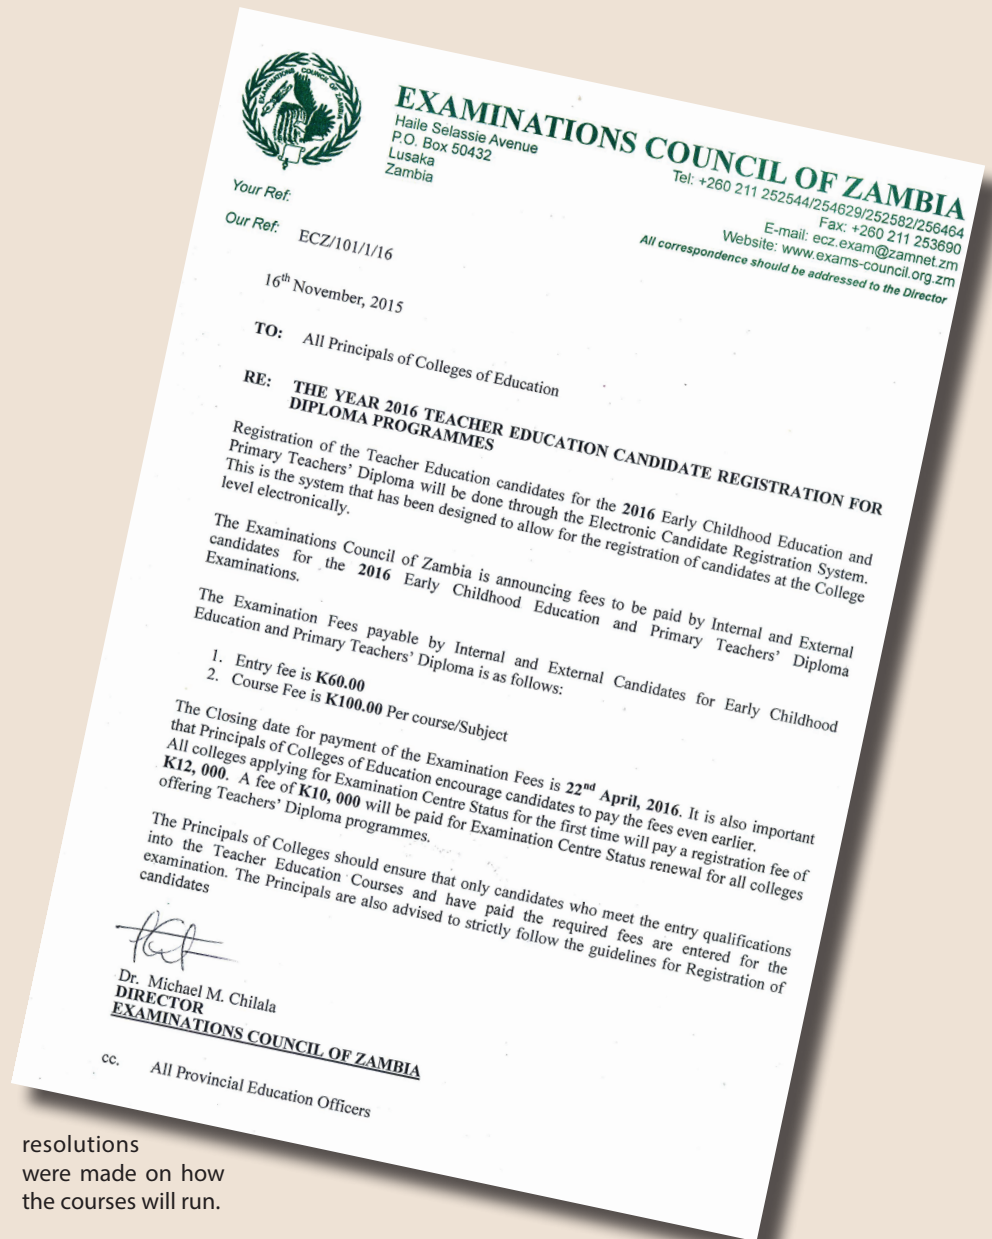 EXAMINATIONS COUNCIL OF ZAMBIA
EXAMINATIONS COUNCIL OF ZAMBIA
Haile Selassie Avenue
P.O. Box 50432
Lusaka
Zambia
Tel: +260 211 252544/254629/252582/256464
Fax: +260 211 253690
E-mail: ecz.exam@zamnet.zm
Website: www.exams-council.org.zm
All correspondence should be addressed to the Director
Your Ref:
Our Ref: ECZ/101/1/16
16th November, 2015
TO: All Principals of Colleges of Education
RE: THE YEAR 2016 TEACHER EDUCATION CANDIDATE REGISTRATION FOR
DIPLOMA PROGRAMMES
Registration of the Teacher Education candidates for the 2016 Early Childhood Education and
Primary Teachers' Diploma will be done through the Electronic Candidate Registration System.
This is the system that has been designed to allow for the registration of candidates at the College
level electronically.
The Examinations Council of Zambia is announcing fees to be paid by Internal and External
candidates for the 2016 Early Childhood Education and Primary Teachers' Diploma
Examinations.
The Examination Fees payable by Internal and External Candidates for Early Childhood
Education and Primary Teachers' Diploma is as follows:
1. Entry fee is K60.00
2. Course Fee is K100.00 Per course/Subject
The Closing date for payment of the Examination Fees is 22nd April, 2016. It is also important
that Principals of Colleges of Education encourage candidates to pay the fees even earlier.
All colleges applying for Examination Centre Status for the first time will pay a registration fee of
K12, 000. A fee of K10, 000 will be paid for Examination Centre Status renewal for all colleges
offering Teachers' Diploma programmes.
The Principals of Colleges should ensure that only candidates who meet the entry qualifications
into the Teacher Education Courses and have paid the required fees are entered for the
examination. The Principals are also advised to strictly follow the guidelines for Registration of
candidates
Dr. Michael M. Chilala
DIRECTOR
EXAMINATIONS COUNCIL OF ZAMBIA
cc. All Provincial Education Officers
resolutions
were made on how
the courses will run.